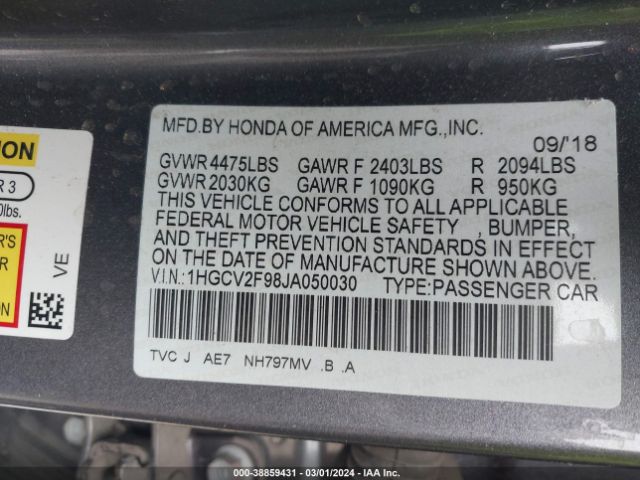 MFD.BY HONDA OF AMERICA MFG.,INC.
09/'18
GVWR 4475LBS GAWR F 2403LBS R 2094LBS
GVWR 2030KG GAWR F 1090KG R 950KG
THIS VEHICLE CONFORMS TO ALL APPLICABLE
FEDERAL MOTOR VEHICLE SAFETY , BUMPER,
AND THEFT PREVENTION STANDARDS IN EFFECT
ON THE DATE OF MANUFACTURE SHOWN ABOVE.
V.I.N.:1HGCV2F98JA050030 TYPE:PASSENGER CAR
TVC J AE7 NH797MV .B .A
ION
R 3
0lbs.
R'S
R
VE
000-38859431 - 03/01/2024 - IAA Inc.